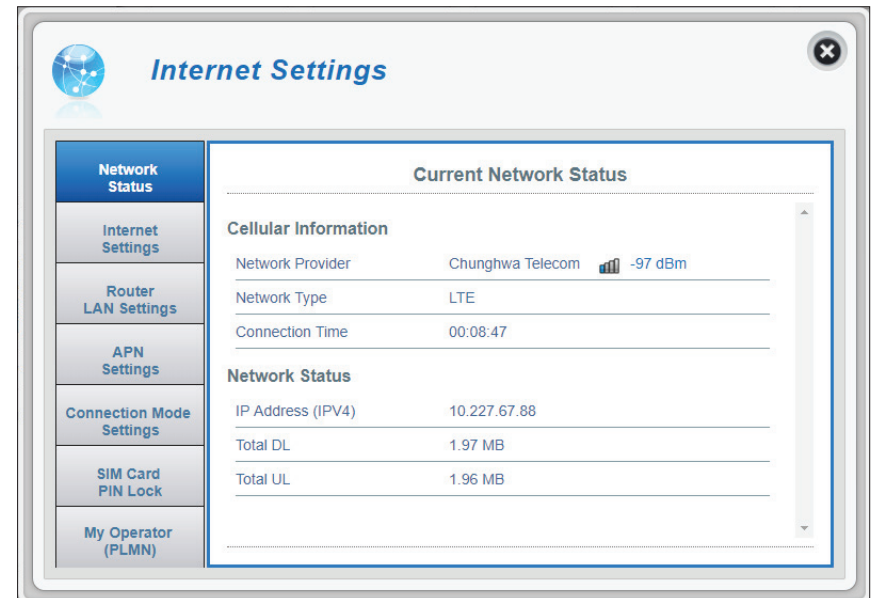 Internet Settings
Network
Status
Internet
Settings
Router
LAN Settings
APN
Settings
Connection Mode
Settings
SIM Card
PIN Lock
My Operator
(PLMN)
Current Network Status
Cellular Information
Network Provider Chunghwa Telecom -97 dBm
Network Type LTE
Connection Time 00:08:47
Network Status
IP Address (IPV4) 10.227.67.88
Total DL 1.97 MB
Total UL 1.96 MB